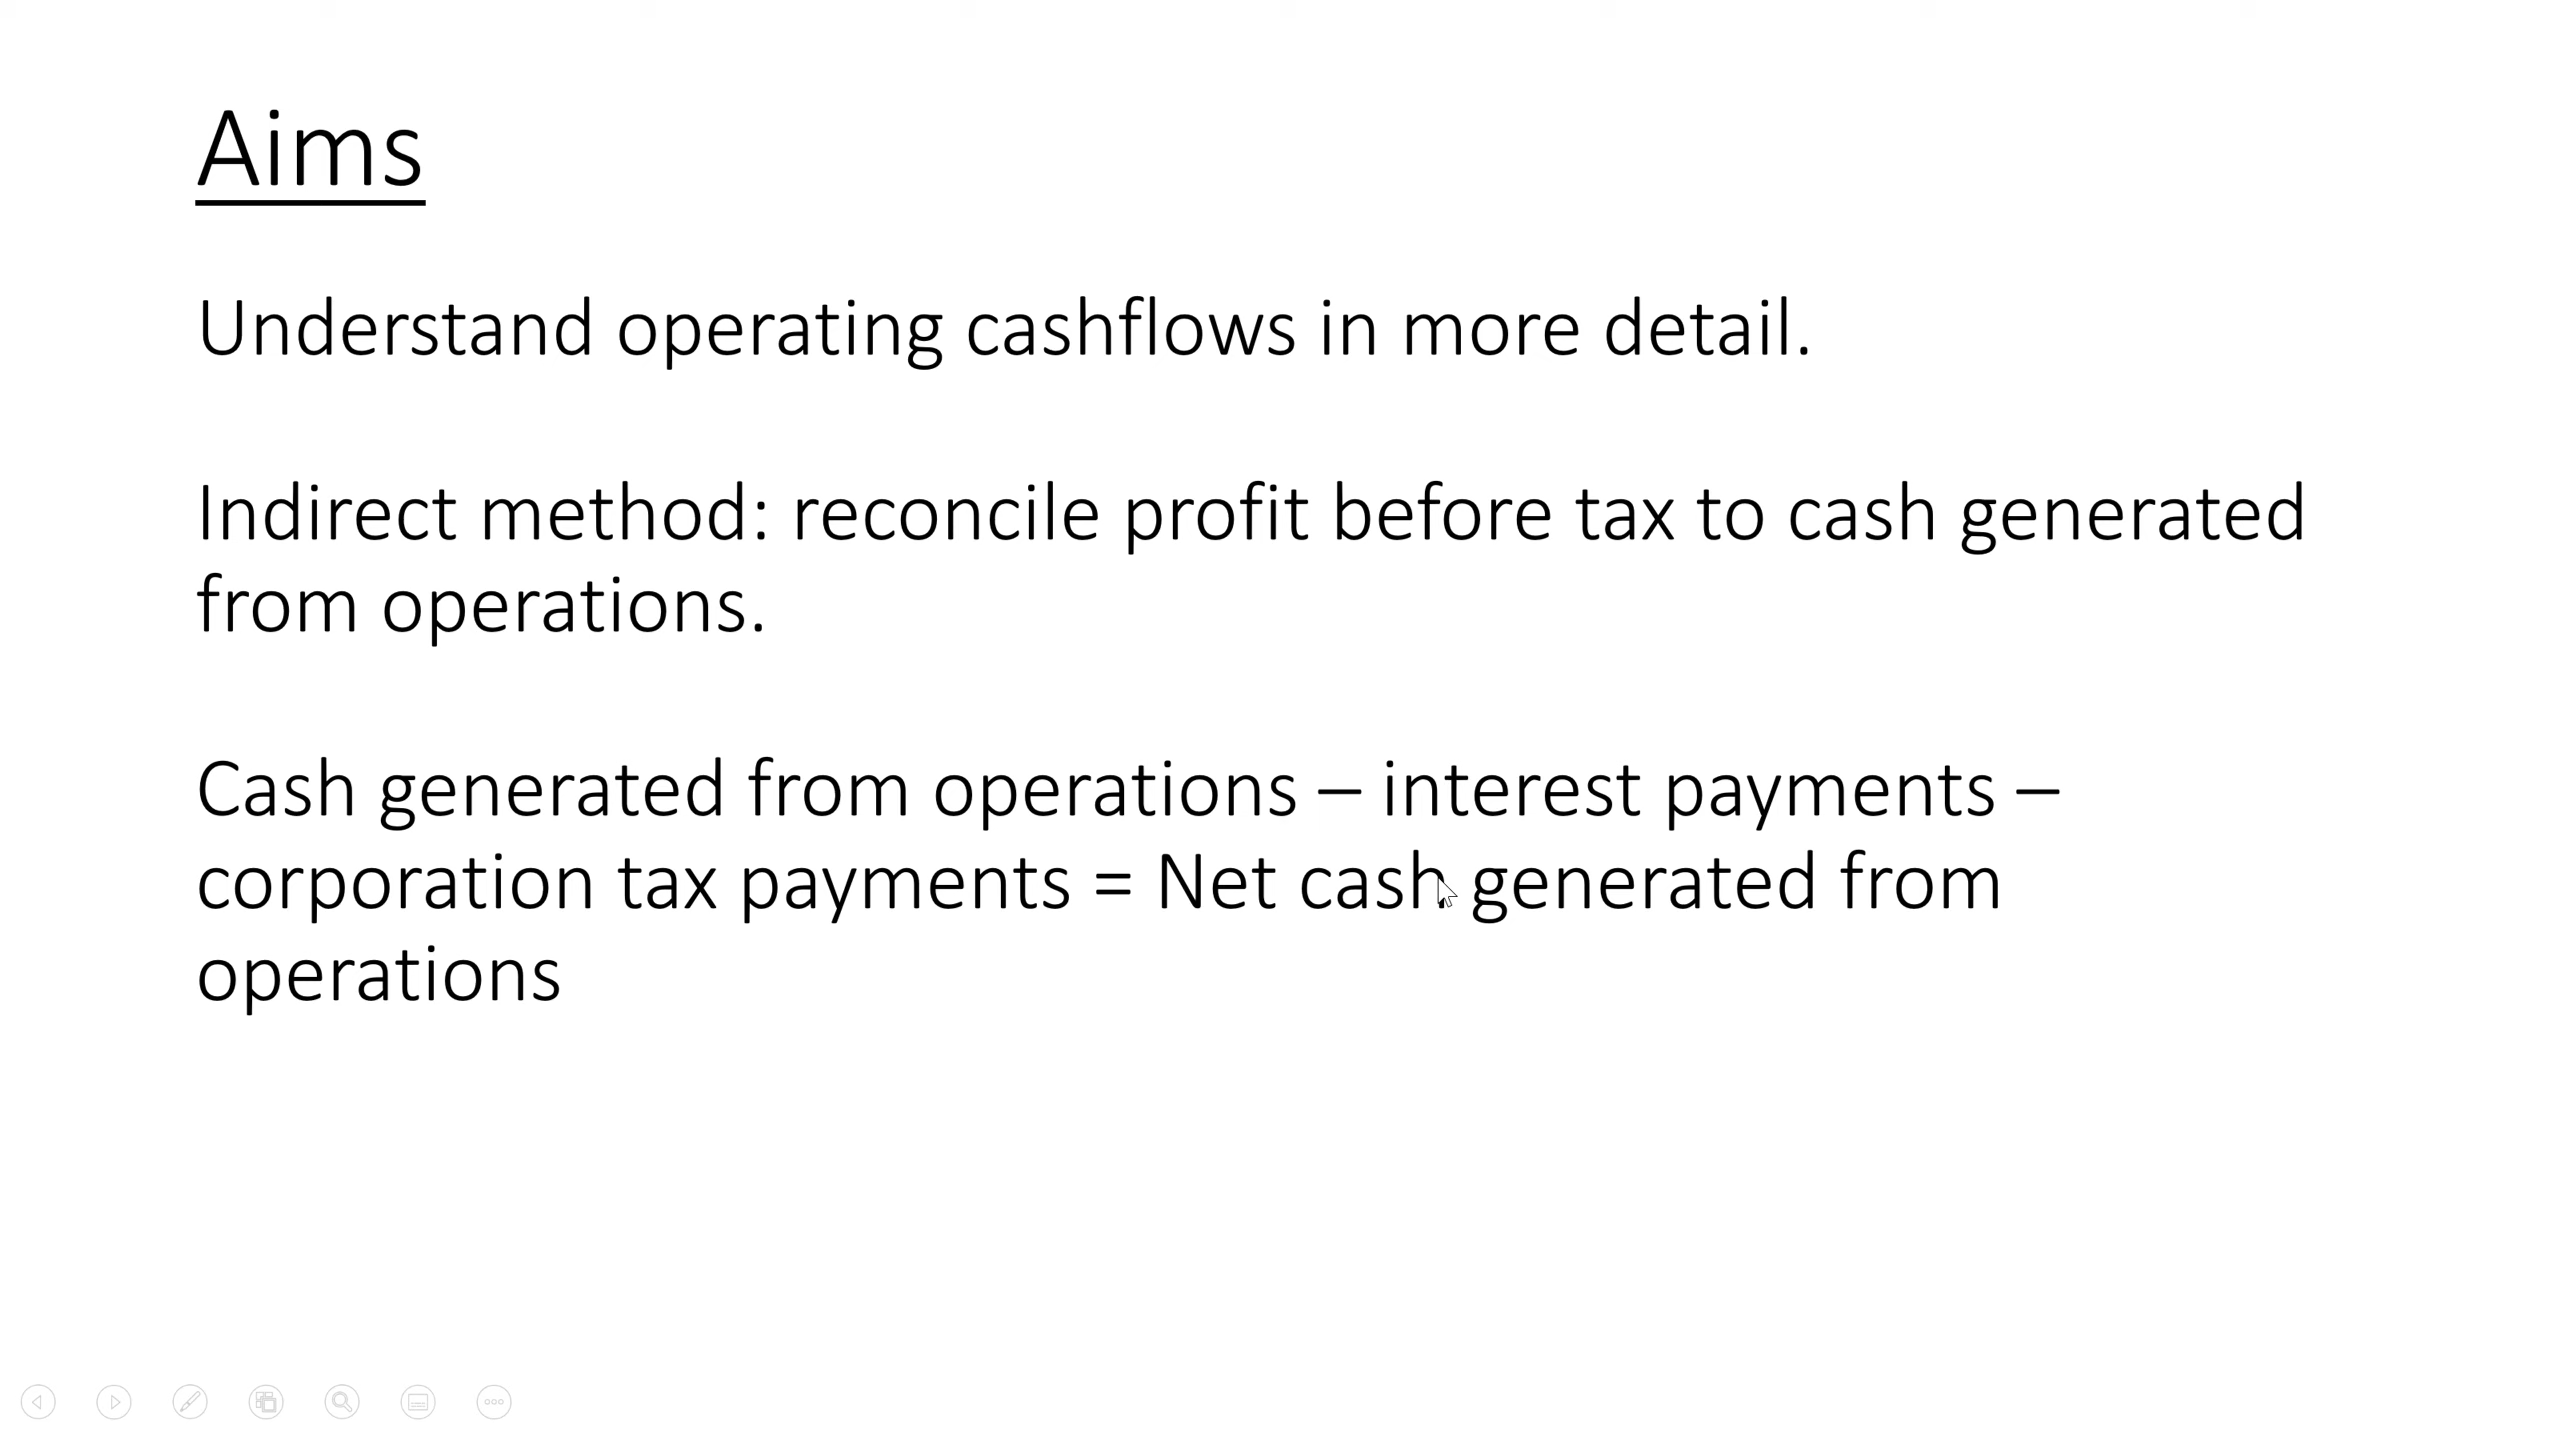 Aims
Understand operating cashflows in more detail.
Indirect method: reconcile profit before tax to cash generated
from operations.
Cash generated from operations – interest payments –
corporation tax payments = Net cash generated from
operations